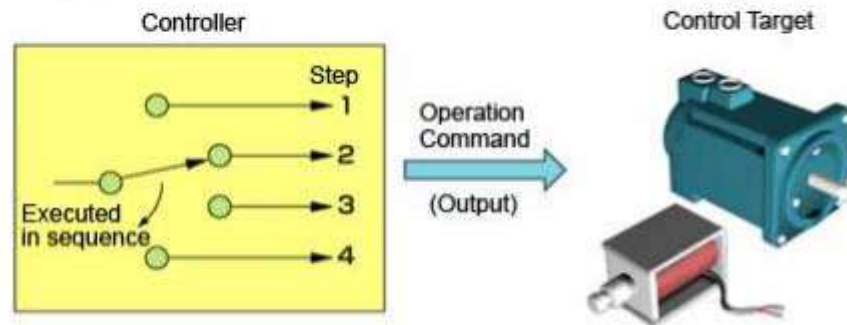 Controller
Control Target
Step
1
2
3
4
Executed
in sequence
Operation
Command
(Output)